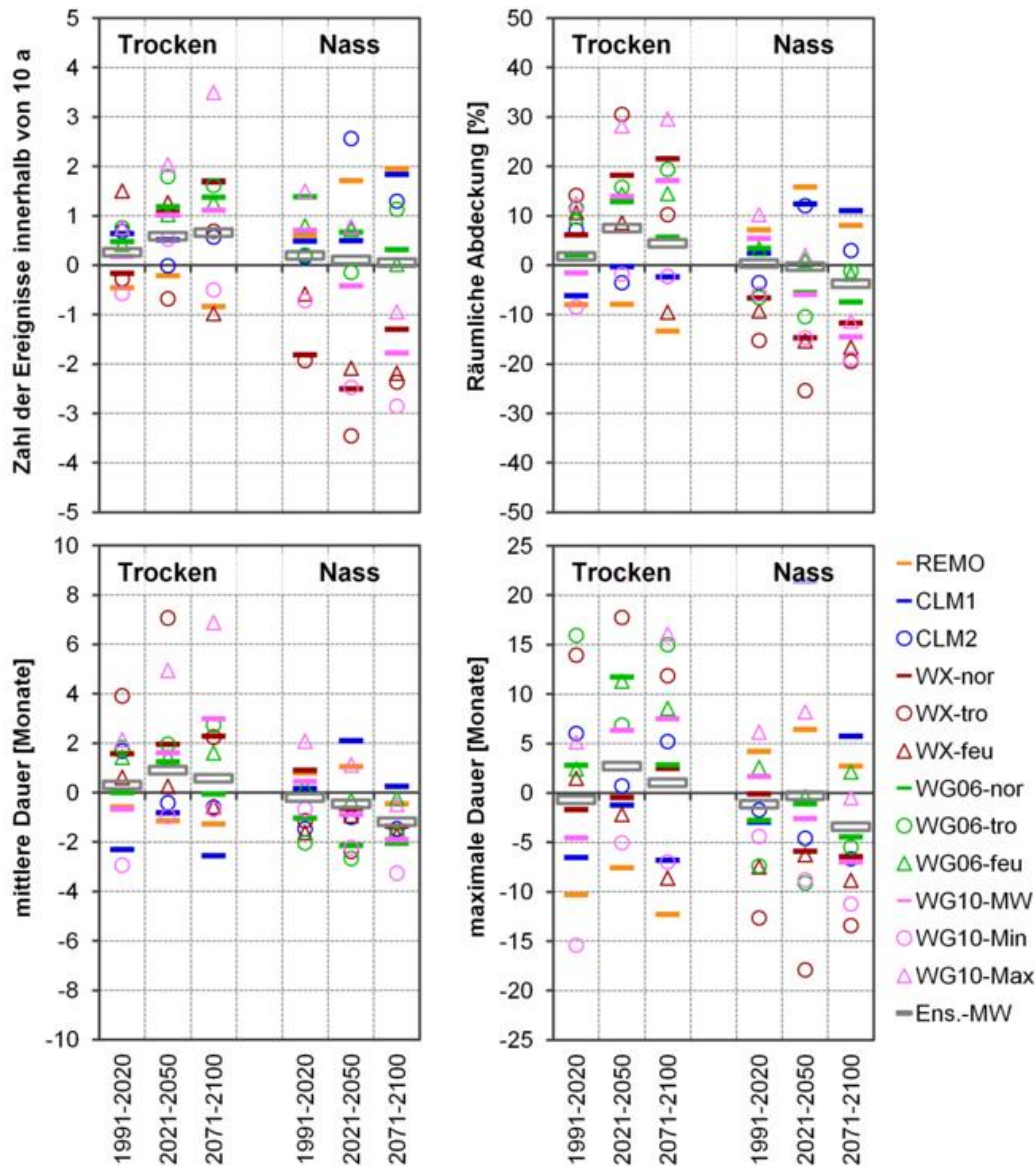 Zahl der Ereignisse innerhalb von 10 a
5
4
3
2
1
0
-1
-2
-3
-4
-5
Trocken
Nass
Räumliche Abdeckung [%]
50
40
30
20
10
0
-10
-20
-30
-40
-50
Trocken
Nass
mittlere Dauer [Monate]
10
8
6
4
2
0
-2
-4
-6
-8
-10
Trocken
Nass
1991-2020
2021-2050
2071-2100
1991-2020
2021-2050
2071-2100
maximale Dauer [Monate]
25
20
15
10
5
0
-5
-10
-15
-20
-25
Trocken
Nass
1991-2020
2021-2050
2071-2100
1991-2020
2021-2050
2071-2100
REMO
CLM1
CLM2
WX-nor
WX-tro
WX-feu
WG06-nor
WG06-tro
WG06-feu
WG10-MW
WG10-Min
WG10-Max
Ens.-MW